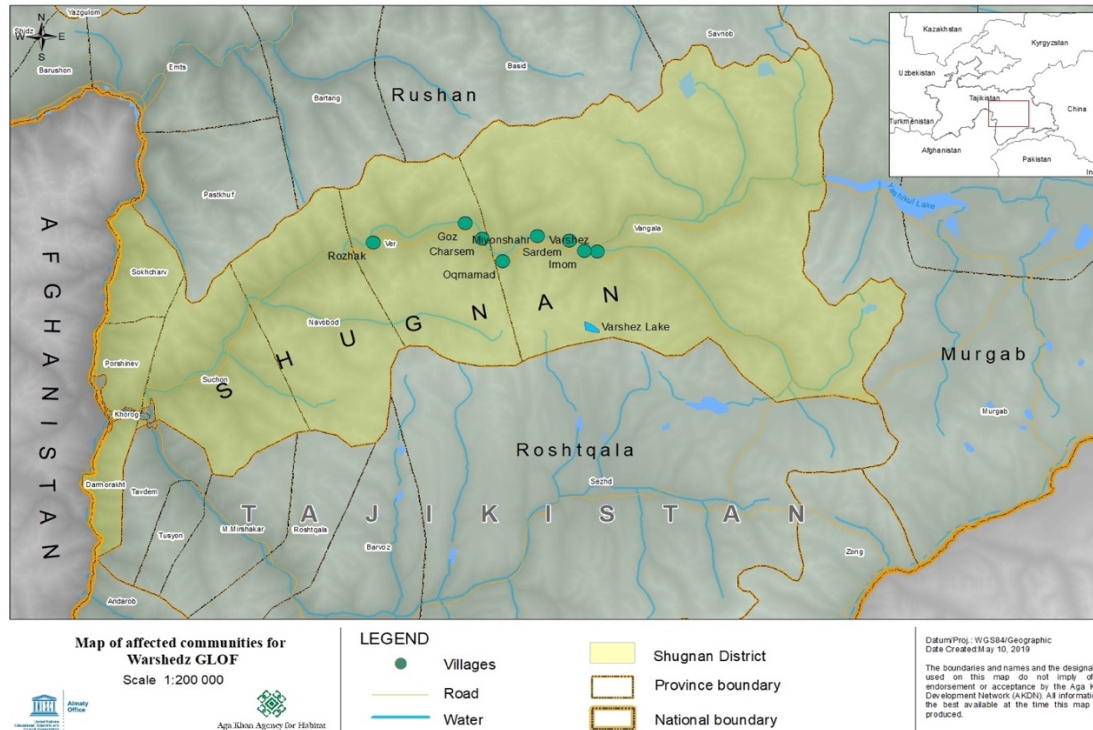 Yazgulom
Shidz
N
W E
S
Barushon
Emts
Savnob
Basid
Bartang
Rushan
Kazakhstan
Kyrgyzstan
Uzbekistan
Tajikistan
China
Turkmenistan
Afghanistan
Pakistan
In
Pastkhuf
Yashikul Lake
AFGHANISTAN
Sokhcharv
Rozhak
Ver
Goz
Charsem
Miyonshahr
Oqmamad
Varshez
Sardem
Imom
Vangala
SHUGNAN
Navobod
Varshez Lake
Porshinev
Suchon
Khorog
Murgab
Murgab
Roshtqala
Sezhd
Darmorakht
Tavdem
TAJIKISTAN
Tusyon
M.Mirshakar
Roshtqala
Barvoz
Zong
Andarob
Map of affected communities for
Warshedz GLOF
Scale 1:200 000
Almaty
Office
Aga Khan Agency for Habitat
LEGEND
Villages
Road
Water
Shugnan District
Province boundary
National boundary
Datum/Proj.: WGS84/Geographic
Date Created:May 10, 2019
The boundaries and names and the designat
used on this map do not imply of
endorsement or acceptance by the Aga K
Development Network (AKDN). All informatio
the best available at the time this map
produced.